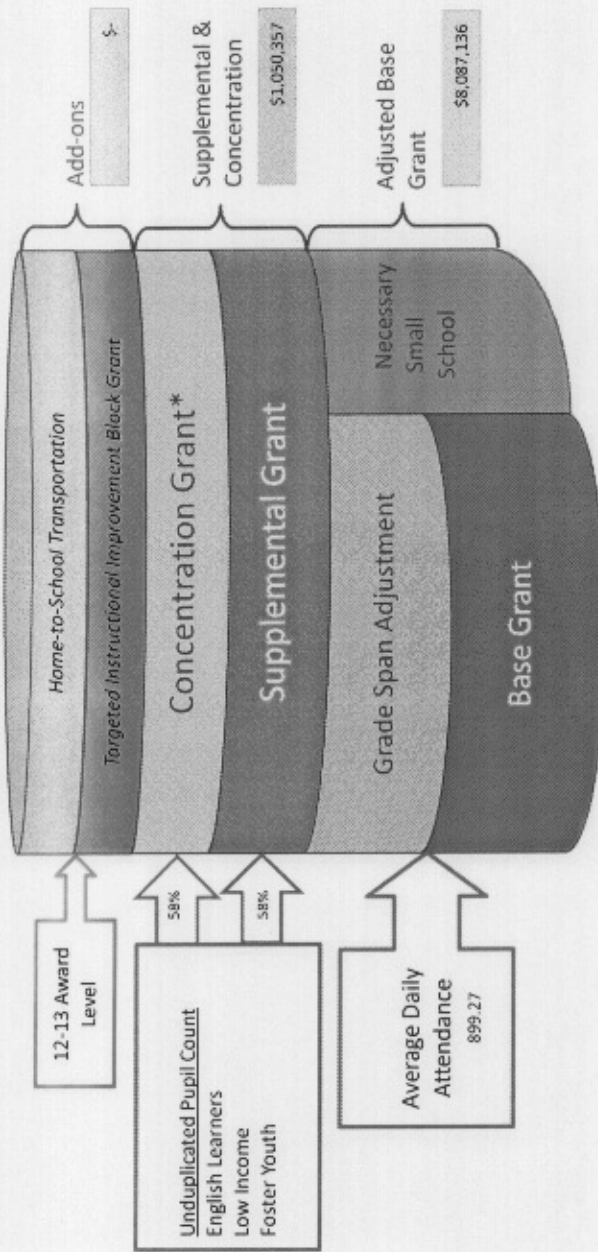 12-13 Award
Level
Home-to-School Transportation
Targeted Instructional Improvement Block Grant
Add-ons
$-
Unduplicated Pupil Count
English Learners
Low Income
Foster Youth
58%
58%
Concentration Grant*
Supplemental Grant
Supplemental &
Concentration
$1,050,357
Average Daily
Attendance
899.27
Grade Span Adjustment
Base Grant
Necessary
Small
School
Adjusted Base
Grant
$8,087,136